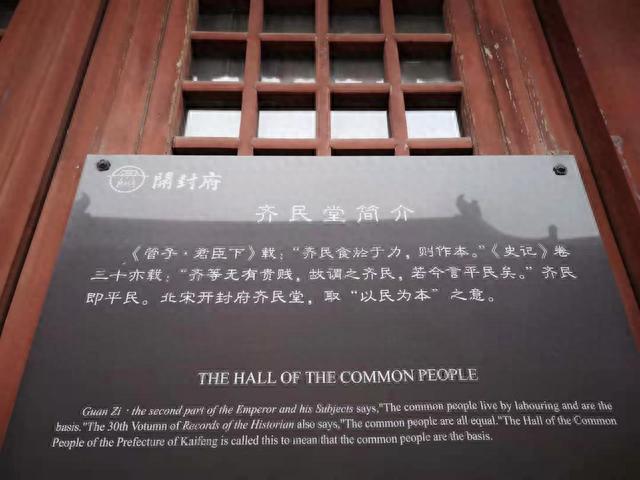 開封府
齐民堂简介
《管子·君臣下》载："齐民食於于力，则作本。"《史记》卷
三十亦载："齐等无有贵贱，故谓之齐民，若今言平民矣。"齐民
即平民。北宋开封府齐民堂，取"以民为本"之意。
THE HALL OF THE COMMON PEOPLE
Guan Zi · the second part of the Emperor and his Subjects says,"The common people live by labouring and are the
basis."The 30th Votumn of Records of the Historian also says,"The common people are all equal."The Hall of the Common
People of the Prefecture of Kaifeng is called this to mean that the common people are the basis.